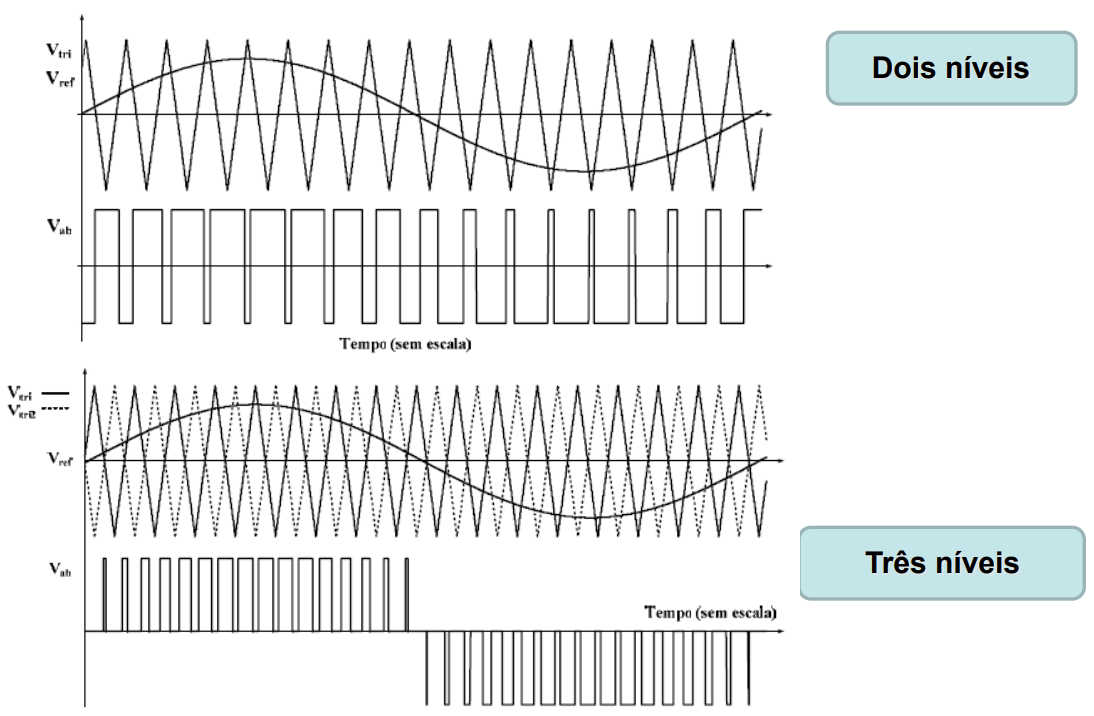 Vtri
Vref
Dois níveis
Vab
Tempo (sem escala)
Vtri
Vtri2
Vref
Vab
Três níveis
Tempo (sem escala)